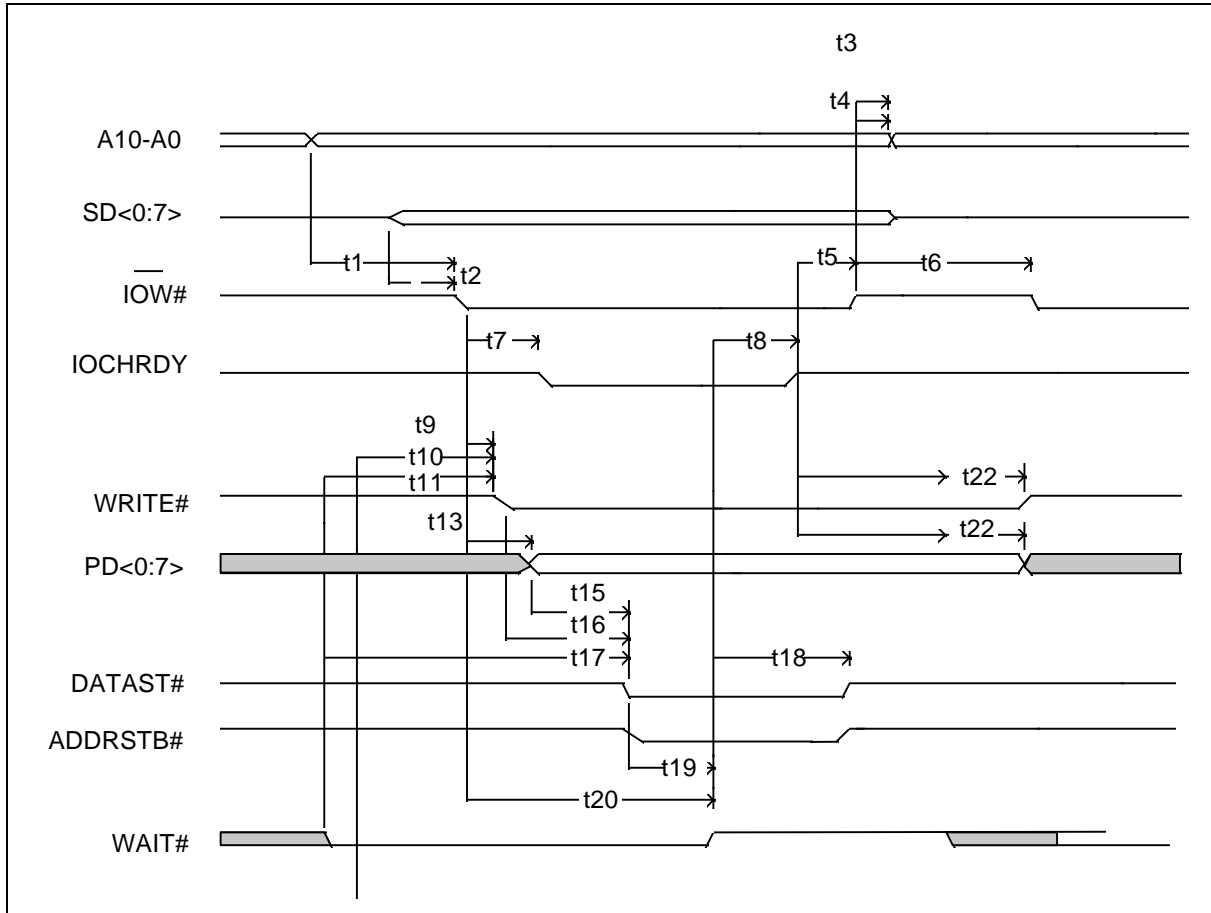 t3
t4
A10-A0
SD<0:7>
t5
t6
t1
t2
IOW#
t7
t8
IOCHRDY
t9
t10
t11
t22
WRITE#
t13
t22
PD<0:7>
t15
t16
t17
t18
DATAST#
ADDRSTB#
t19
t20
WAIT#